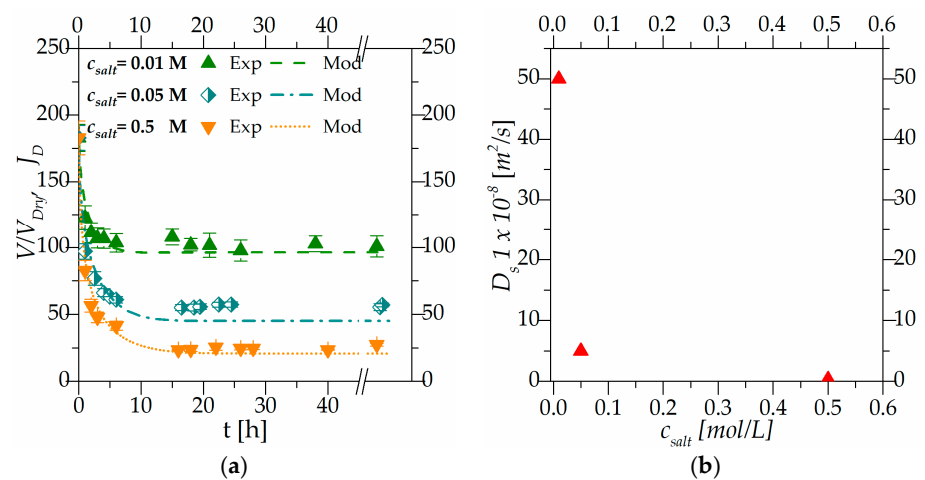 (a)
0 10 20 30 40
250 250
c_salt = 0.01 M Exp Mod
c_salt = 0.05 M Exp Mod
c_salt = 0.5 M Exp Mod
200 200
150 150
100 100
50 50
0 0
V/V_Dry, J_D
0 10 20 30 40
t [h]
(a)
b)
0.0 0.1 0.2 0.3 0.4 0.5 0.6
50 50
40 40
30 30
20 20
10 10
0 0
D_s 1 x 10^-8 [m^2/s]
0.0 0.1 0.2 0.3 0.4 0.5 0.6
c_salt [mol/L]
(b)